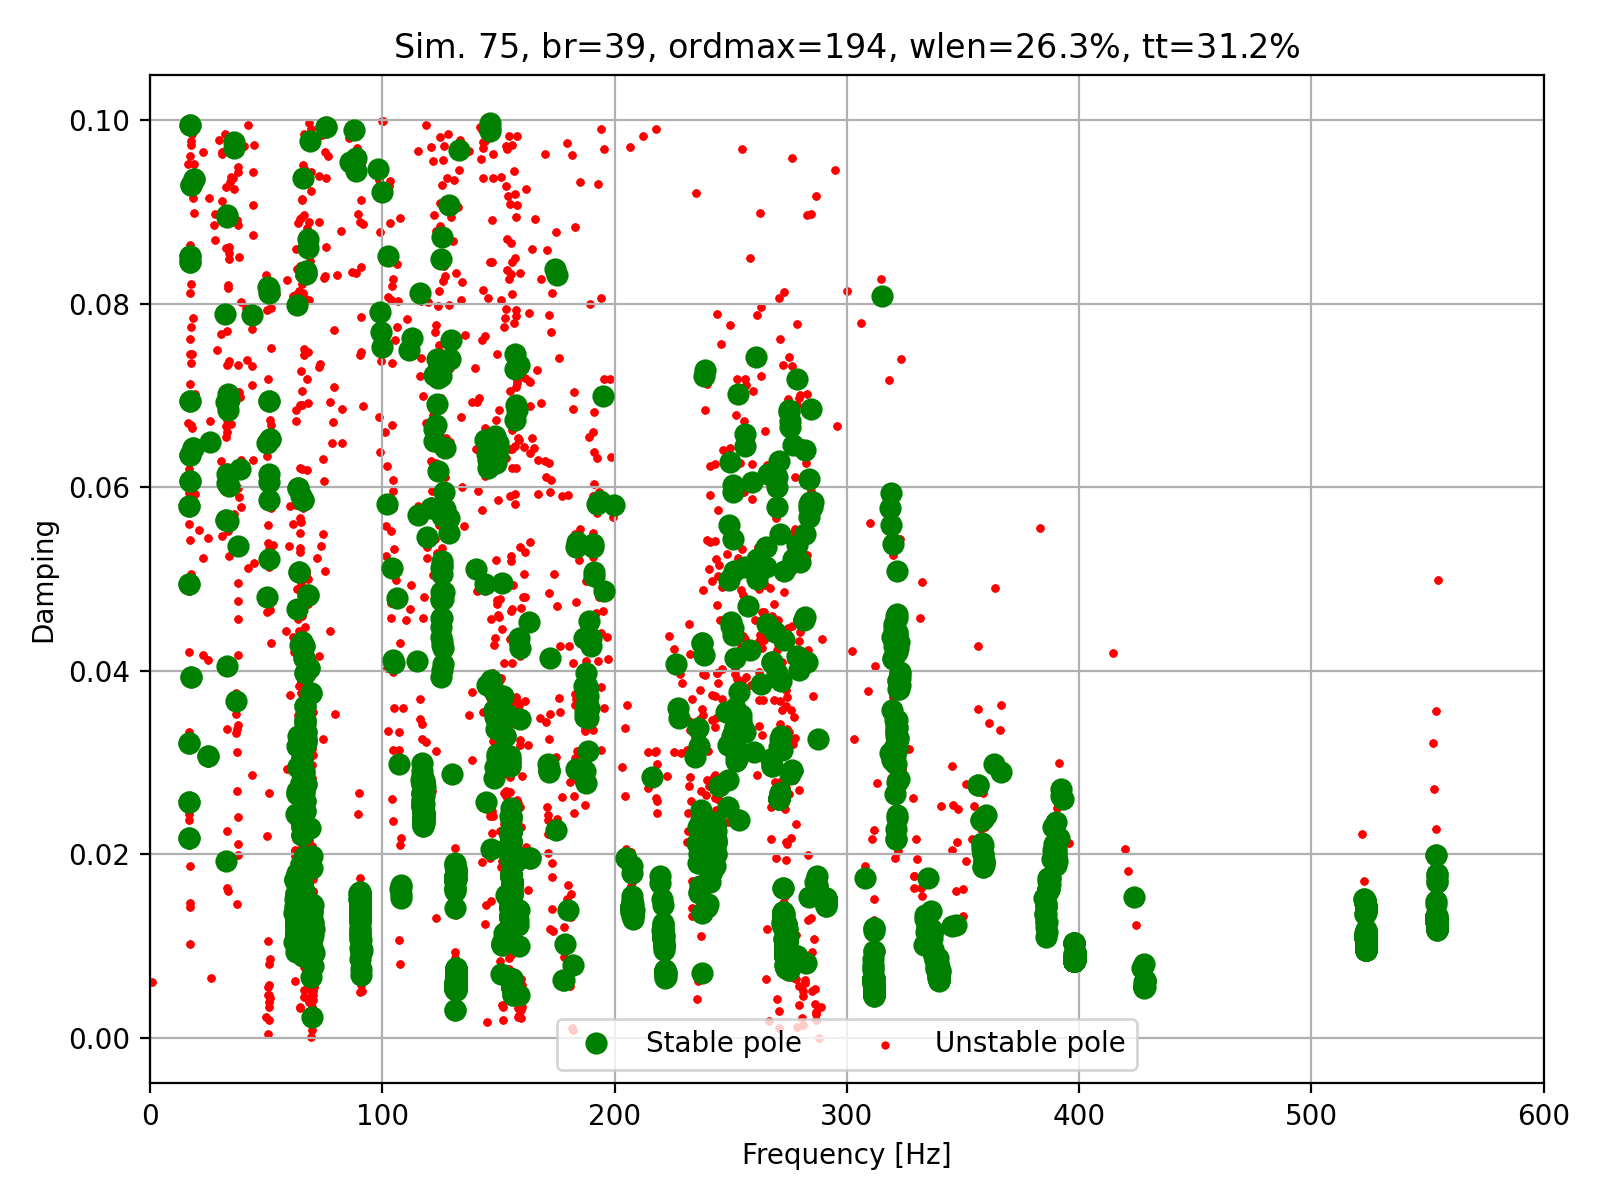 Sim. 75, br=39, ordmax=194, wlen=26.3%, tt=31.2%
0.10
0.08
0.06
0.04
0.02
0.00
Damping
Stable pole
Unstable pole
0 100 200 300 400 500 600
Frequency [Hz]